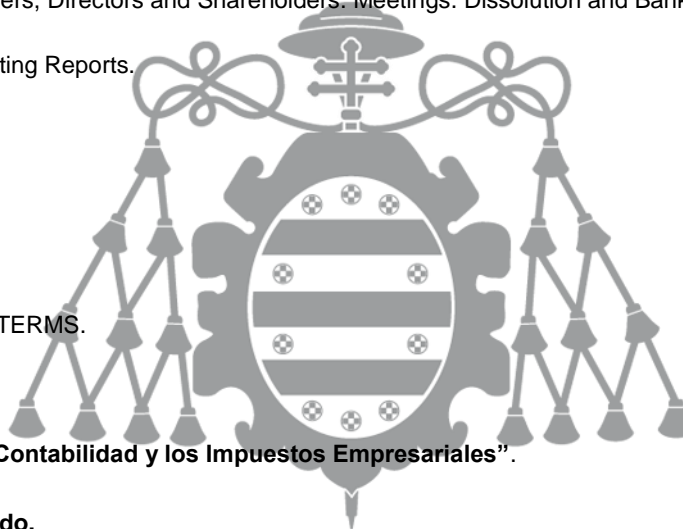 ers, Directors and Shareholders. Meetings. Dissolution and Bank
ting Reports.
TERMS.
Contabilidad y los Impuestos Empresariales”.
do.